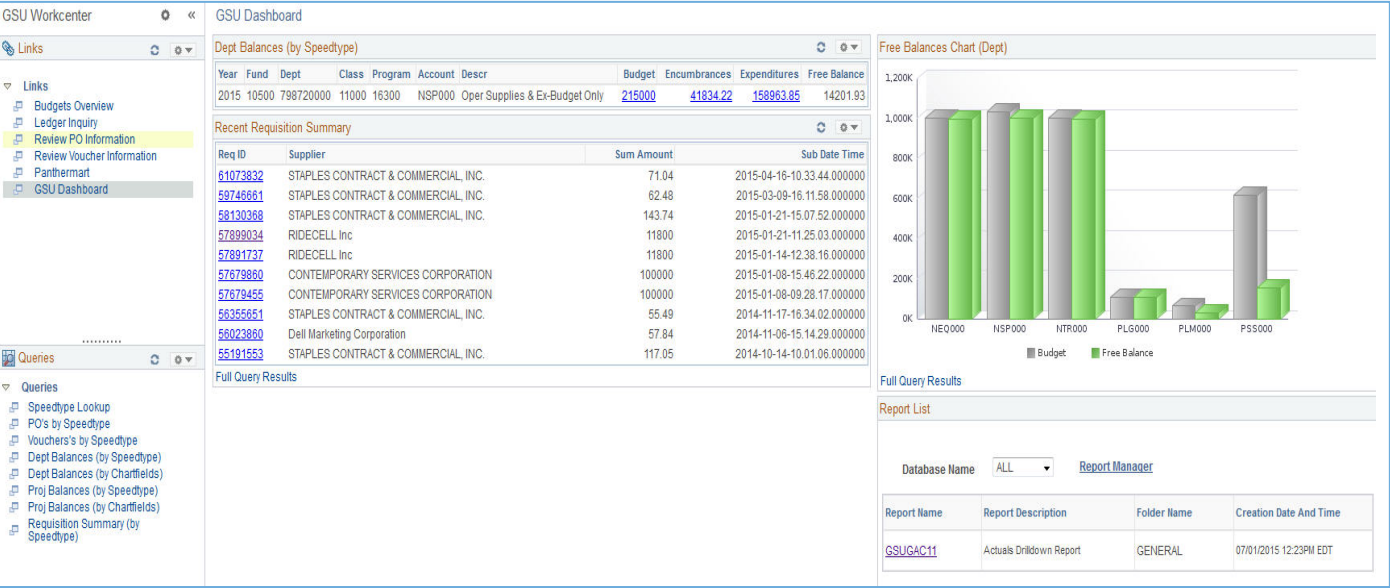 GSU Workcenter
«
Links
Links
Budgets Overview
Ledger Inquiry
Review PO Information
Review Voucher Information
Panthermart
GSU Dashboard
Queries
Queries
Speedtype Lookup
PO's by Speedtype
Vouchers's by Speedtype
Dept Balances (by Speedtype)
Dept Balances (by Chartfields)
Proj Balances (by Speedtype)
Proj Balances (by Chartfields)
Requisition Summary (by
Speedtype)
GSU Dashboard
Dept Balances (by Speedtype)
Year Fund Dept Class Program Account Descr Budget Encumbrances Expenditures Free Balance
2015 10500 798720000 11000 16300 NSP000 Oper Supplies & Ex-Budget Only 215000 41834.22 158963.85 14201.93
Recent Requisition Summary
Req ID Supplier Sum Amount Sub Date Time
61073832 STAPLES CONTRACT & COMMERCIAL, INC. 71.04 2015-04-16-10.33.44.000000
59746661 STAPLES CONTRACT & COMMERCIAL, INC. 62.48 2015-03-09-16.11.58.000000
58130368 STAPLES CONTRACT & COMMERCIAL, INC. 143.74 2015-01-21-15.07.52.000000
57899034 RIDECELL Inc 11800 2015-01-21-11.25.03.000000
57891737 RIDECELL Inc 11800 2015-01-14-12.38.16.000000
57679860 CONTEMPORARY SERVICES CORPORATION 100000 2015-01-08-15.46.22.000000
57679455 CONTEMPORARY SERVICES CORPORATION 100000 2015-01-08-09.28.17.000000
56355651 STAPLES CONTRACT & COMMERCIAL, INC. 55.49 2014-11-17-16.34.02.000000
56023860 Dell Marketing Corporation 57.84 2014-11-06-15.14.29.000000
55191553 STAPLES CONTRACT & COMMERCIAL, INC. 117.05 2014-10-14-10.01.06.000000
Full Query Results
Free Balances Chart (Dept)
1,200K
1,000K
800K
600K
400K
200K
0K
NEQ000 NSP000 NTR000 PLG000 PLM000 PSS000
Budget Free Balance
Full Query Results
Report List
Database Name ALL Report Manager
Report Name Report Description Folder Name Creation Date And Time
GSUGAC11 Actuals Drilldown Report GENERAL 07/01/2015 12:23PM EDT